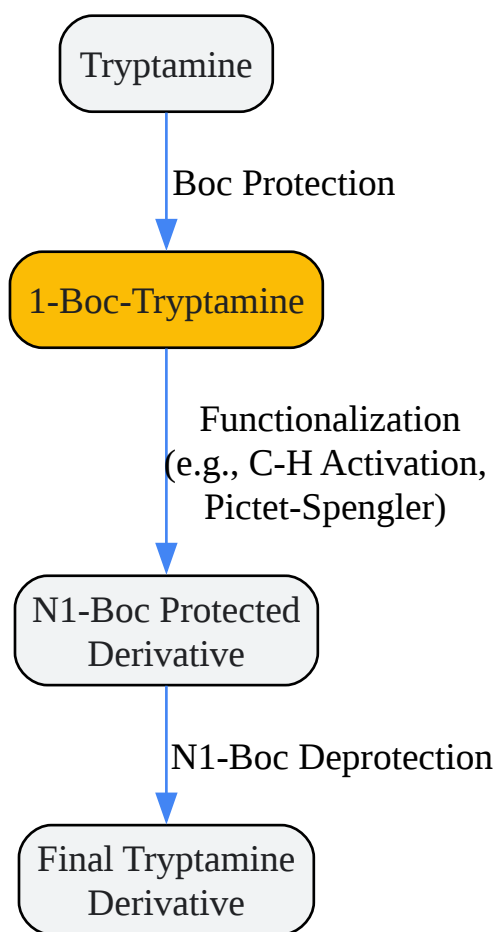 Tryptamine
Boc Protection
1-Boc-Tryptamine
Functionalization
(e.g., C-H Activation,
Pictet-Spengler)
N1-Boc Protected
Derivative
N1-Boc Deprotection
Final Tryptamine
Derivative